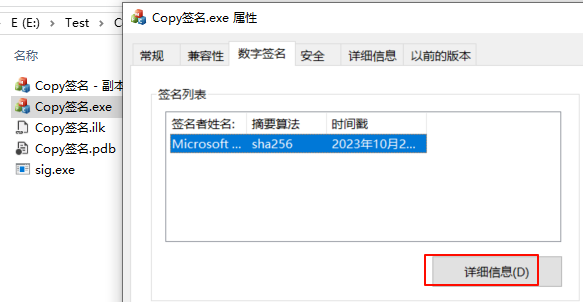 E (E:) › Test › C
Copy签名.exe 属性
名称
Copy签名 - 副本
Copy签名.exe
Copy签名.ilk
Copy签名.pdb
sig.exe
常规 兼容性 数字签名 安全 详细信息 以前的版本
签名列表
签名者姓名: 摘要算法 时间戳
Microsoft ... sha256 2023年10月2...
详细信息(D)